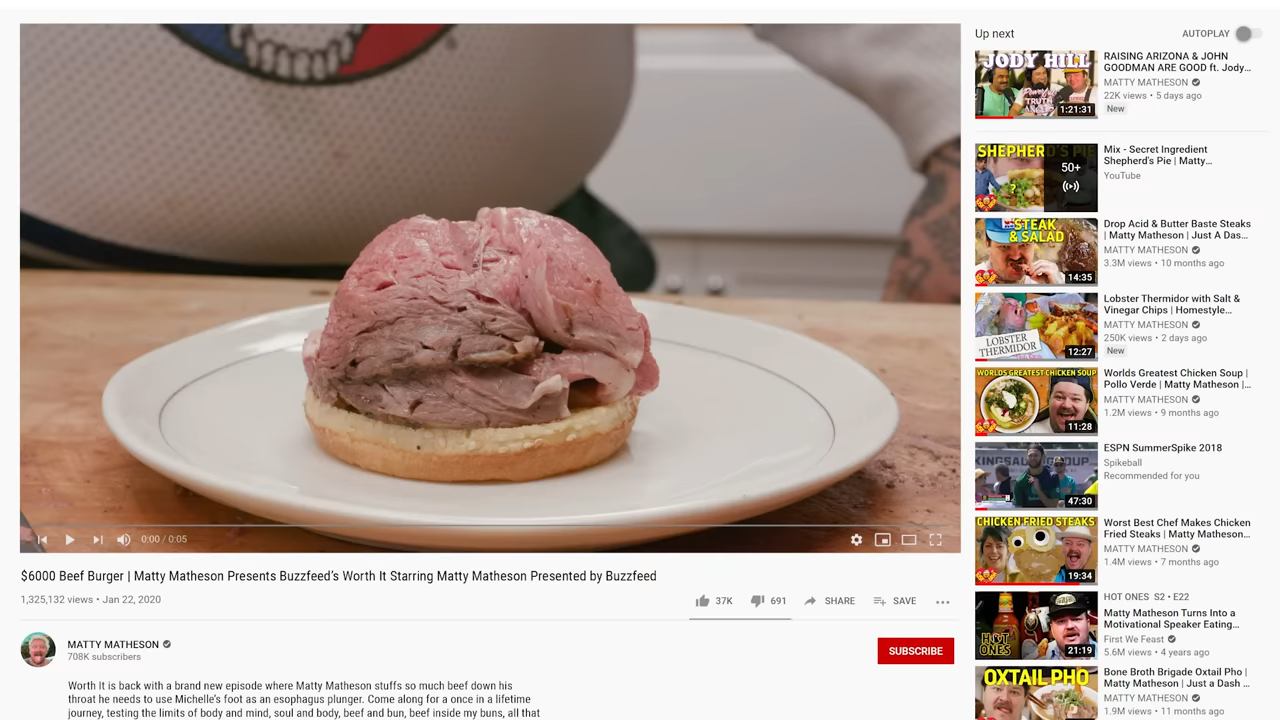 0:00 / 0:05
$6000 Beef Burger | Matty Matheson Presents Buzzfeed's Worth It Starring Matty Matheson Presented by Buzzfeed
1,325,132 views • Jan 22, 2020
37K
691
SHARE
SAVE
MATTY MATHESON
708K subscribers
SUBSCRIBE
Worth It is back with a brand new episode where Matty Matheson stuffs so much beef down his
throat he needs to use Michelle's foot as an esophagus plunger. Come along for a once in a lifetime
journey, testing the limits of body and mind, soul and body, beef and bun, beef inside my buns, all that
Up next
AUTOPLAY
JODY HILL
Powerful
TRUTH
ANGELS
1:21:31
RAISING ARIZONA & JOHN
GOODMAN ARE GOOD ft. Jody...
MATTY MATHESON
22K views • 5 days ago
New
SHEPHERD'S PIE
?
50+
Mix - Secret Ingredient
Shepherd's Pie | Matty...
YouTube
STEAK
& SALAD
14:35
Drop Acid & Butter Baste Steaks
| Matty Matheson | Just A Das...
MATTY MATHESON
3.3M views • 10 months ago
LOBSTER
THERMIDOR
12:27
Lobster Thermidor with Salt &
Vinegar Chips | Homestyle...
MATTY MATHESON
250K views • 2 days ago
New
WORLDS GREATEST CHICKEN SOUP
11:28
Worlds Greatest Chicken Soup |
Pollo Verde | Matty Matheson |...
MATTY MATHESON
1.2M views • 9 months ago
47:30
ESPN SummerSpike 2018
Spikeball
Recommended for you
CHICKEN FRIED STEAKS
19:34
Worst Best Chef Makes Chicken
Fried Steaks | Matty Matheson...
MATTY MATHESON
1.4M views • 7 months ago
HOT
ONES
21:19
HOT ONES S2 • E22
Matty Matheson Turns Into a
Motivational Speaker Eating...
First We Feast
5.6M views • 4 years ago
OXTAIL PHO
Bone Broth Brigade Oxtail Pho |
Matty Matheson | Just a Dash ...
MATTY MATHESON
1.9M views • 11 months ago